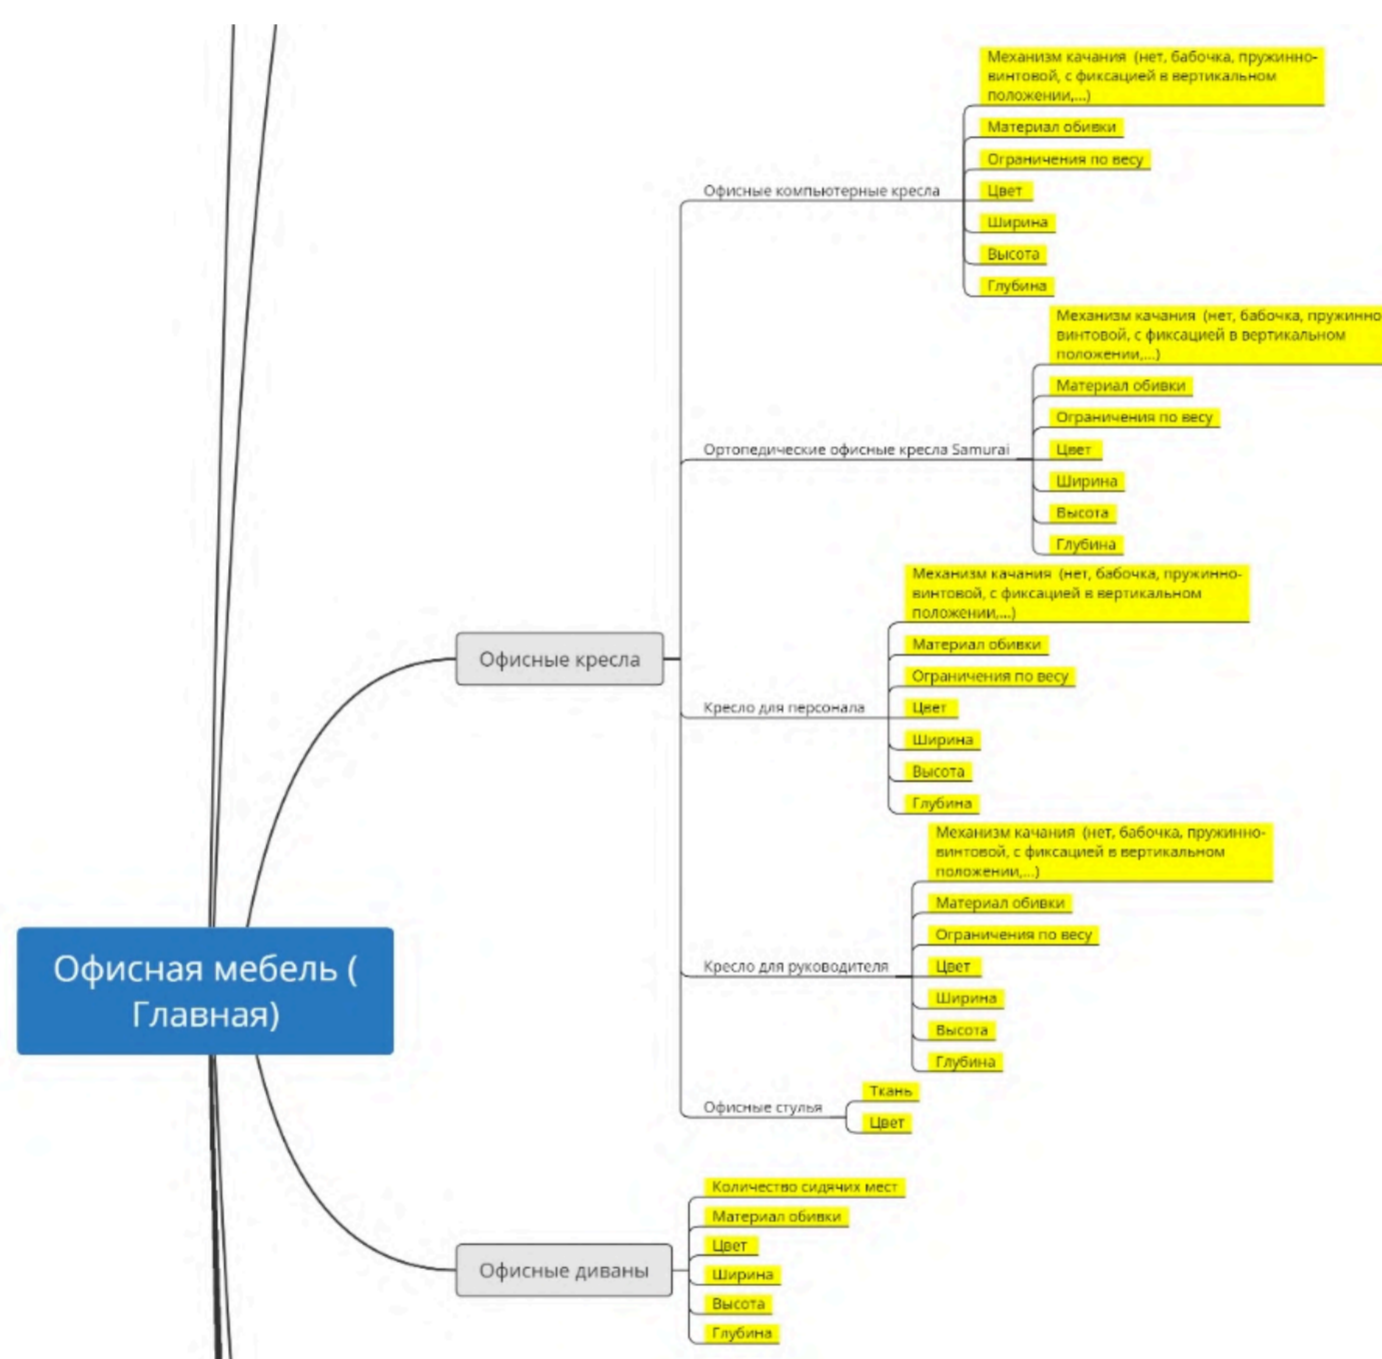 Механизм качания (нет, бабочка, пружинно-
винтовой, с фиксацией в вертикальном
положении,...)
Материал обивки
Ограничения по весу
Офисные компьютерные кресла
Цвет
Ширина
Высота
Глубина
Механизм качания (нет, бабочка, пружинно
винтовой, с фиксацией в вертикальном
положении,...)
Материал обивки
Ограничения по весу
Ортопедические офисные кресла Samurai
Цвет
Ширина
Высота
Глубина
Механизм качания (нет, бабочка, пружинно-
винтовой, с фиксацией в вертикальном
положении,...)
Материал обивки
Офисные кресла
Ограничения по весу
Кресло для персонала
Цвет
Ширина
Высота
Глубина
Механизм качания (нет, бабочка, пружинно-
винтовой, с фиксацией в вертикальном
положении,...)
Материал обивки
Ограничения по весу
Кресло для руководителя
Цвет
Ширина
Высота
Глубина
Офисная мебель (
Главная)
Офисные стулья
Ткань
Цвет
Офисные диваны
Количество сидячих мест
Материал обивки
Цвет
Ширина
Высота
Глубина